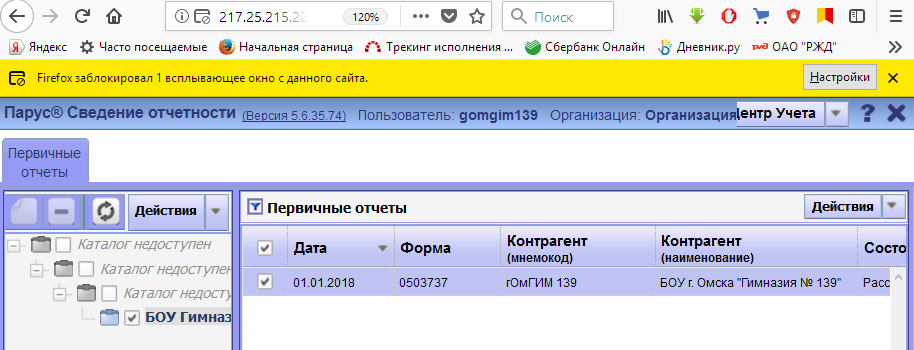 217.25.215.22
120%
Поиск
Яндекс
Часто посещаемые
Начальная страница
Трекинг исполнения ...
Сбербанк Онлайн
Дневник.ру
ОАО "РЖД"
Firefox заблокировал 1 всплывающее окно с данного сайта.
Настройки
Парус® Сведение отчетности (Версия 5.6.35.74) Пользователь: gomgim139 Организация: Организация
ентр Учета
Первичные
отчеты
Действия
Первичные отчеты
Действия
Каталог недоступен
Каталог недоступен
Каталог недост
БОУ Гимназ
Дата
Форма
Контрагент
(мнемокод)
Контрагент
(наименование)
Состо
01.01.2018
0503737
гОмГИМ 139
БОУ г. Омска "Гимназия № 139"
Расс